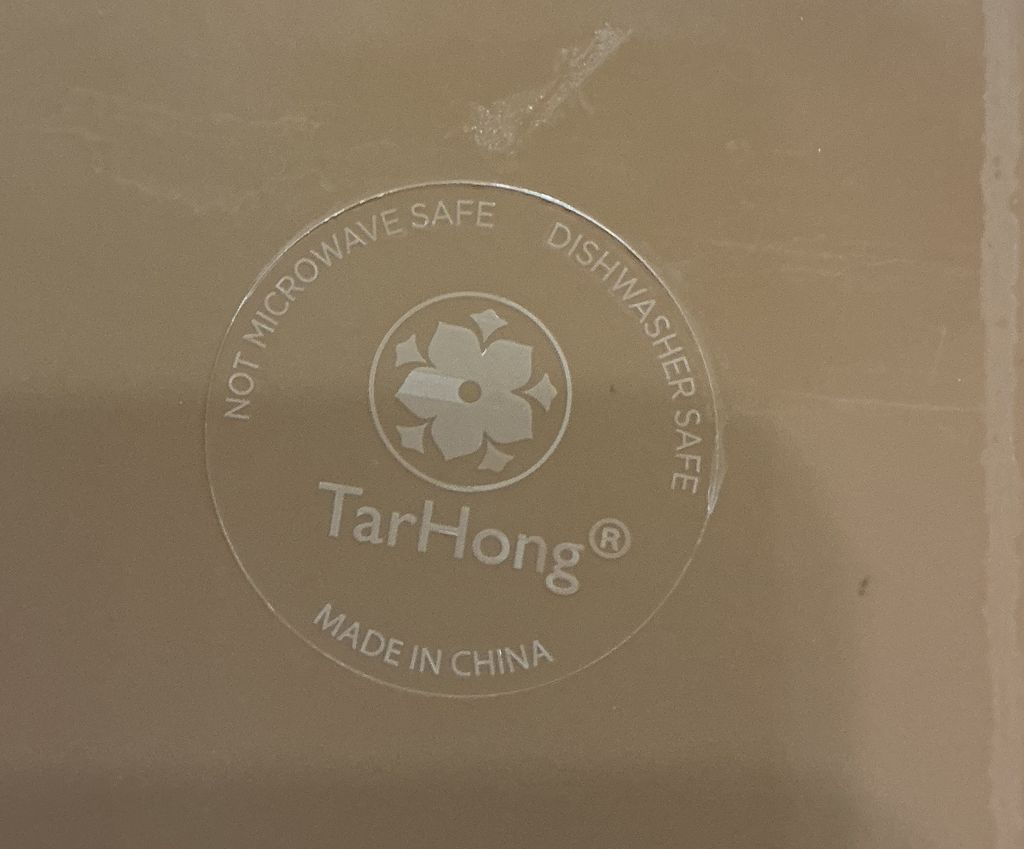 NOT MICROWAVE SAFE
DISHWASHER SAFE
TarHong®
MADE IN CHINA